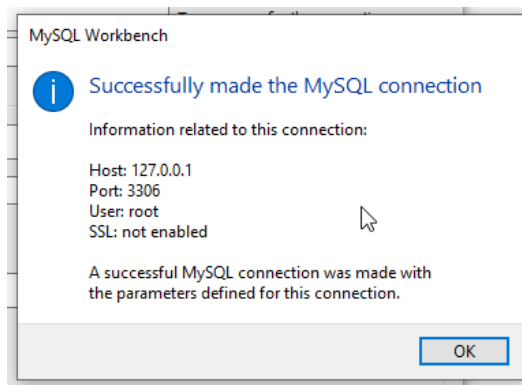 MySQL Workbench
Successfully made the MySQL connection
Information related to this connection:
Host: 127.0.0.1
Port: 3306
User: root
SSL: not enabled
A successful MySQL connection was made with
the parameters defined for this connection.
OK